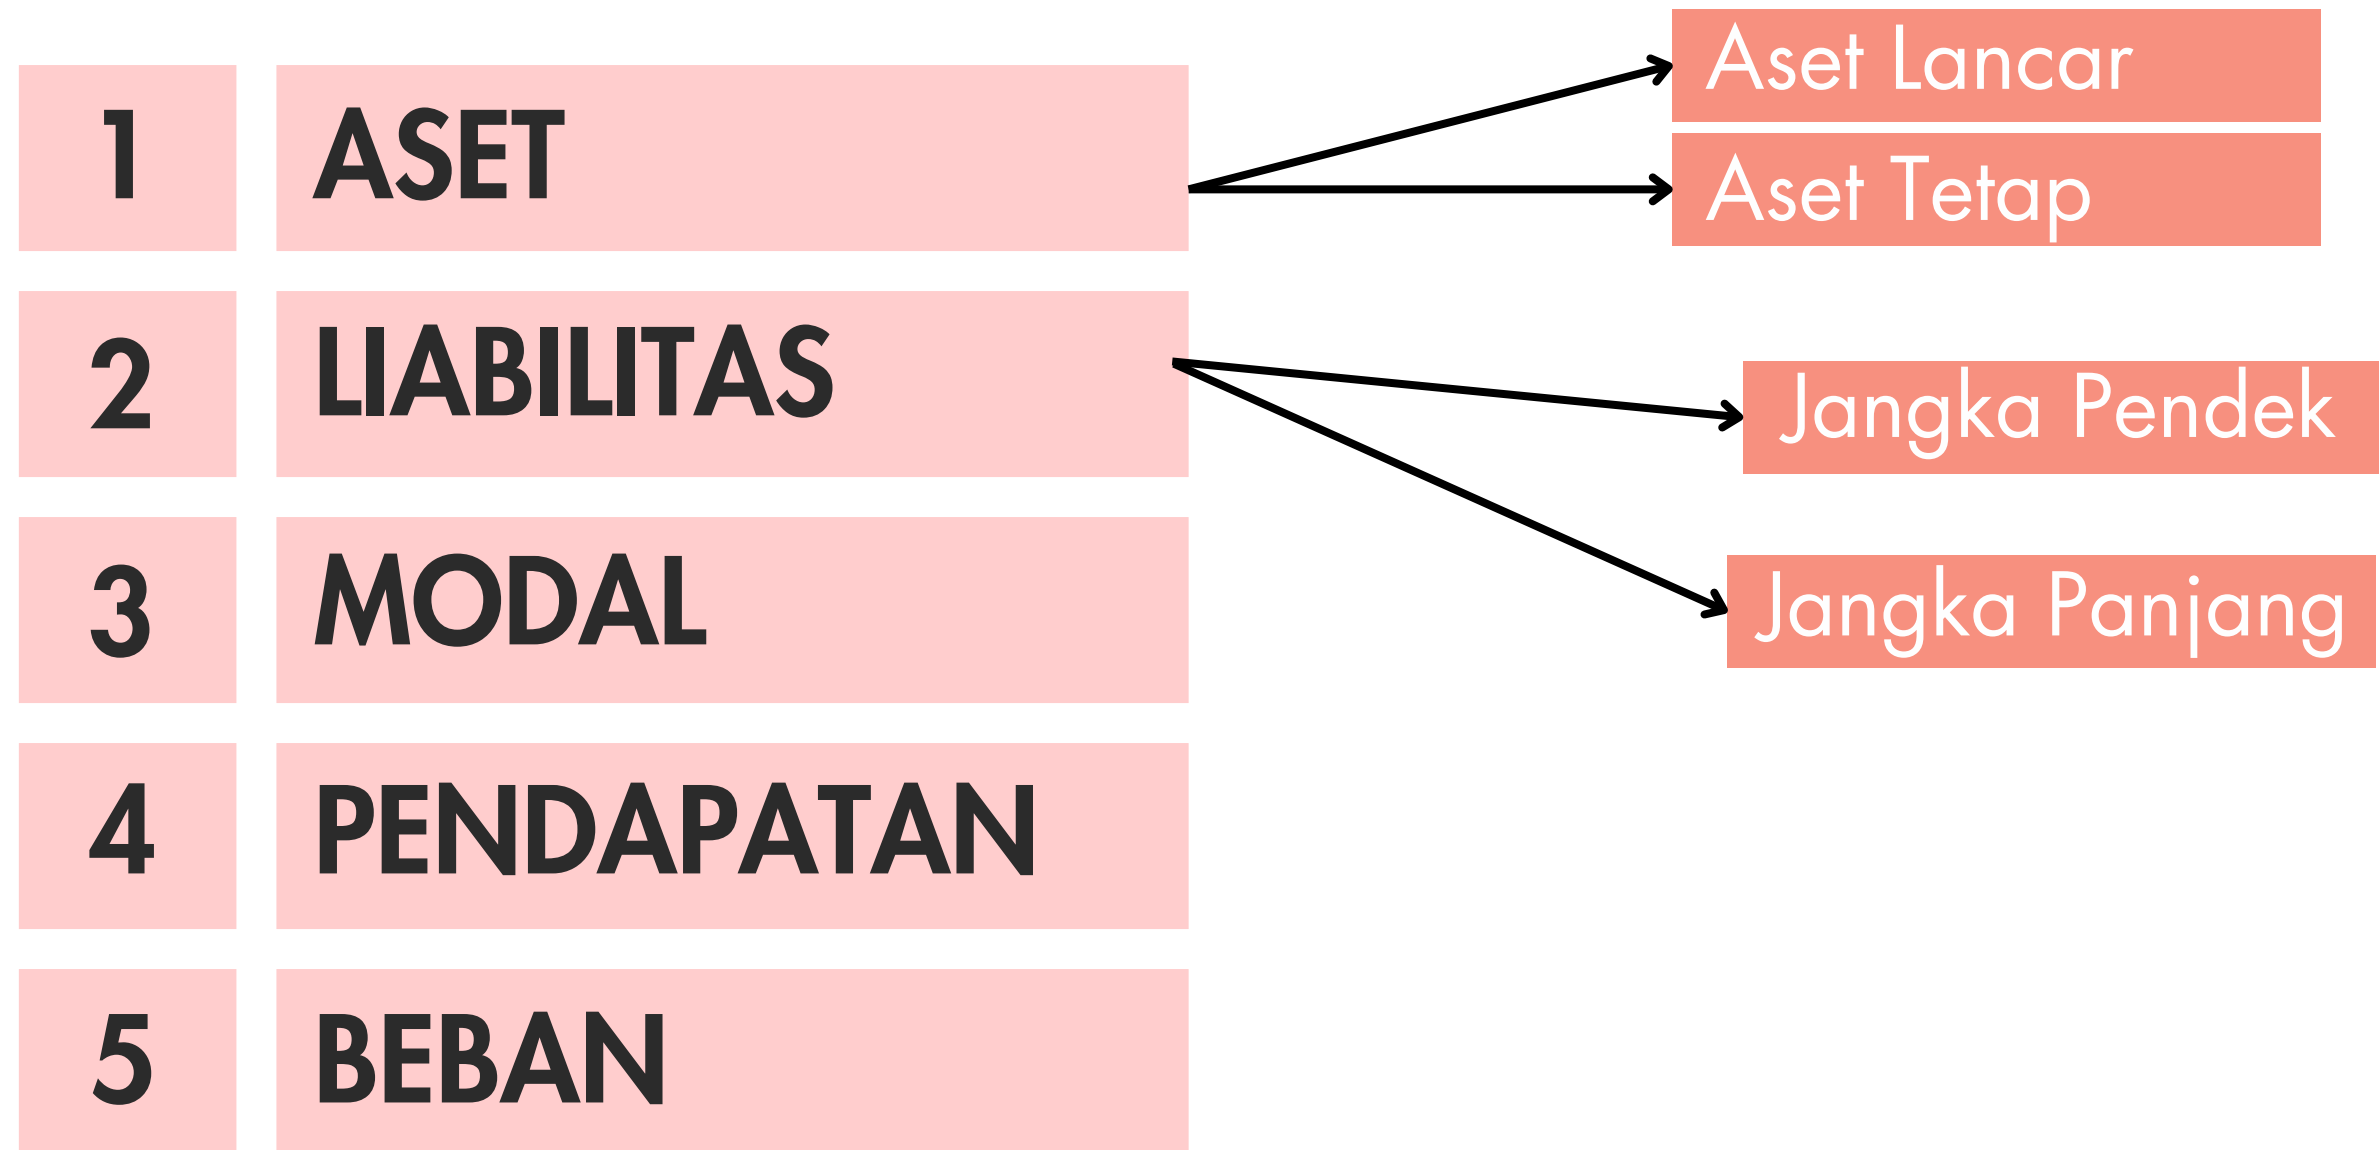 1 ASET
Aset Lancar
Aset Tetap
2 LIABILITAS
Jangka Pendek
Jangka Panjang
3 MODAL
4 PENDAPATAN
5 BEBAN